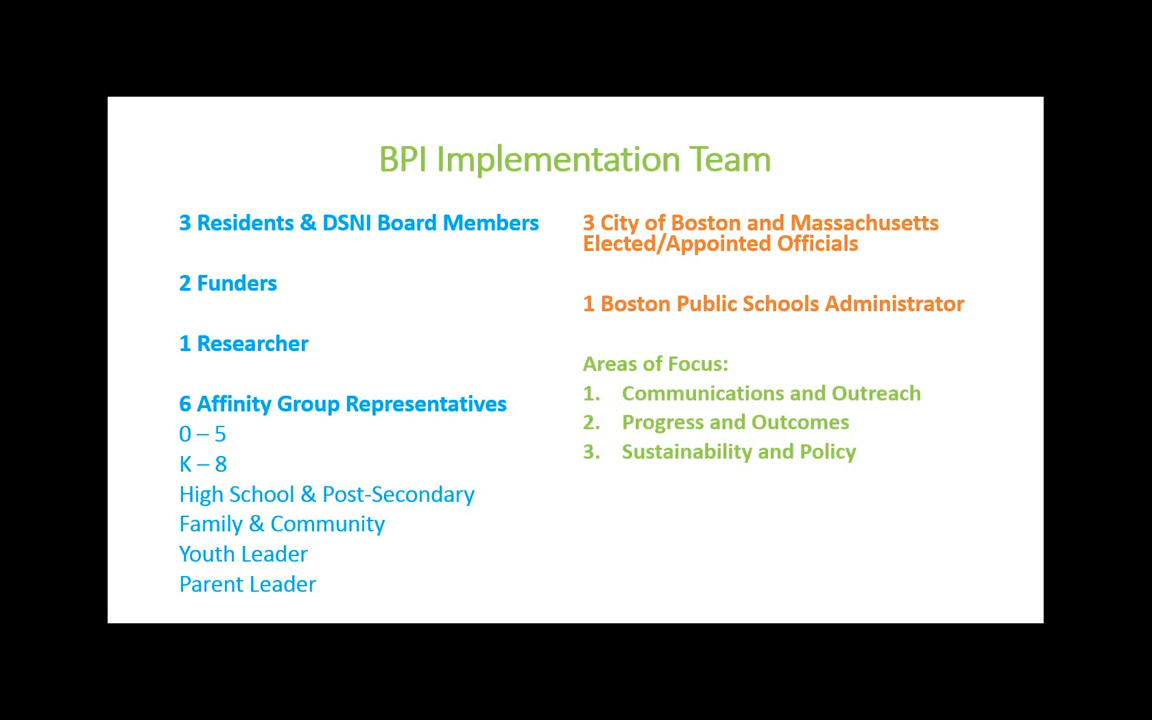 BPI Implementation Team
3 Residents & DSNI Board Members
2 Funders
1 Researcher
6 Affinity Group Representatives
0 – 5
K – 8
High School & Post-Secondary
Family & Community
Youth Leader
Parent Leader
3 City of Boston and Massachusetts
Elected/Appointed Officials
1 Boston Public Schools Administrator
Areas of Focus:
1. Communications and Outreach
2. Progress and Outcomes
3. Sustainability and Policy